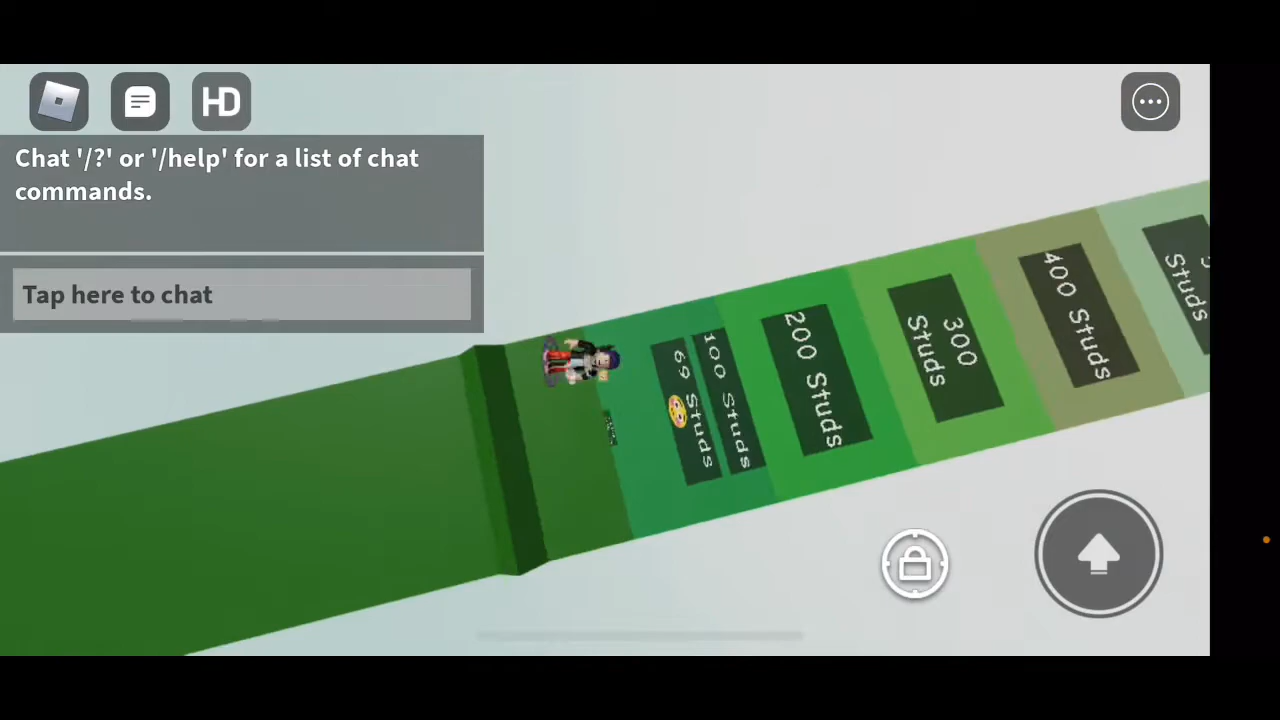 HD
Chat '/?' or '/help' for a list of chat
commands.
Tap here to chat
69 Studs
100 Studs
200 Studs
300
Studs
400 Studs
Studs